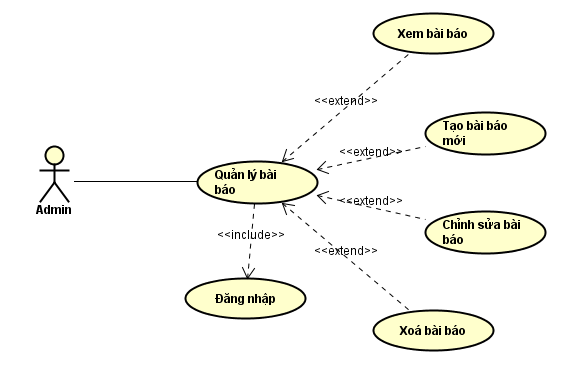 Xem bài báo
<<extend>>
Tạo bài báo
mới
<<extend>>
Quản lý bài
báo
Admin
<<extend>>
Chỉnh sửa bài
báo
<<include>>
<<extend>>
Đăng nhập
Xoá bài báo